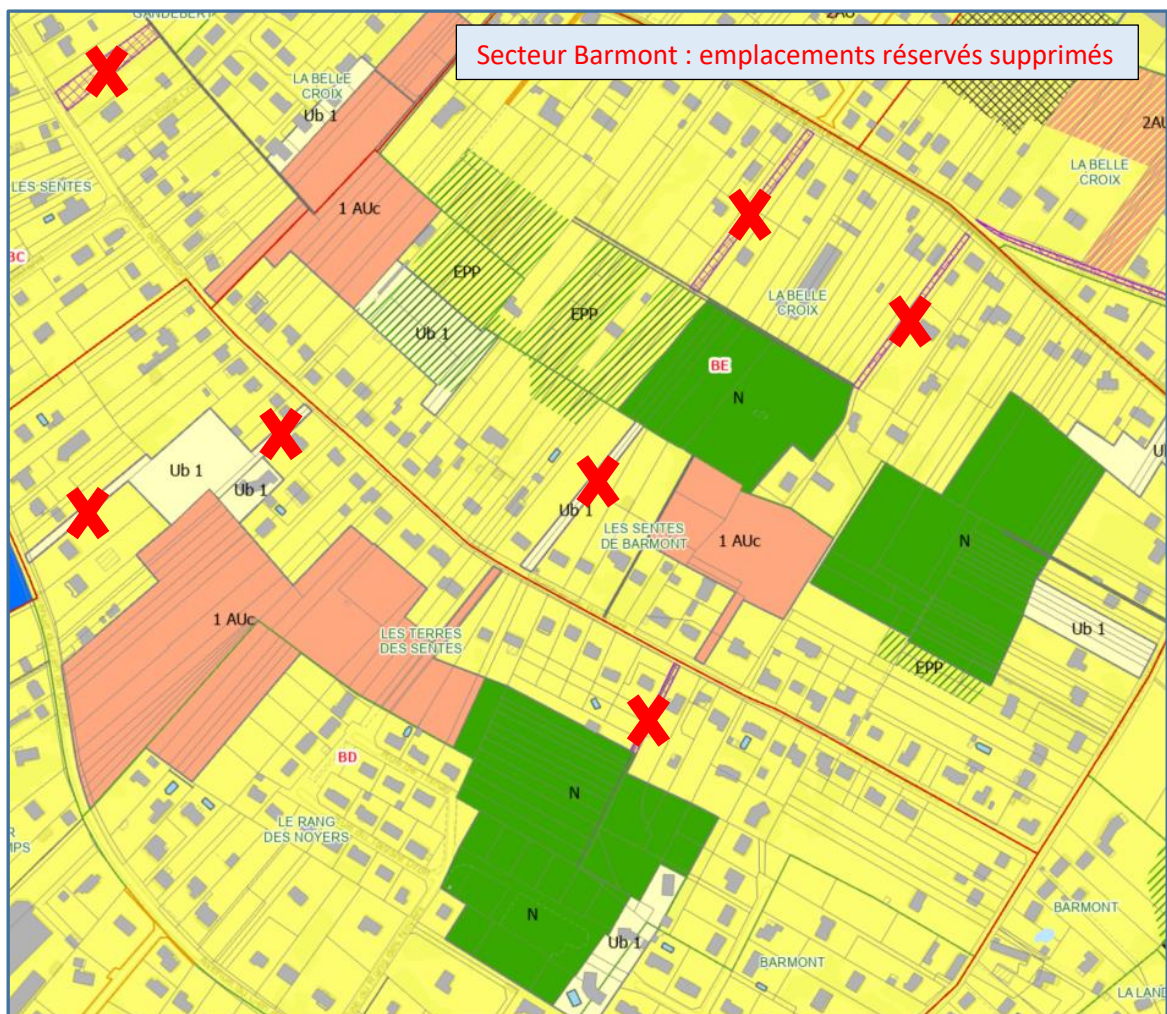 GANDEBERT
2AU
Secteur Barmont : emplacements réservés supprimés
LA BELLE
CROIX
Ub 1
2AU
LA BELLE
CROIX
LES SENTES
1 AUc
BC
EPP
LA BELLE
CROIX
EPP
Ub 1
BE
N
Ub 1
Ub 1
Ub 1
LES SENTES
DE BARMONT
1 AUc
N
1 AUc
LES TERRES
DES SENTES
Ub 1
EPP
BD
N
LE RANG
DES NOYERS
N
Ub 1
BARMONT
BARMONT